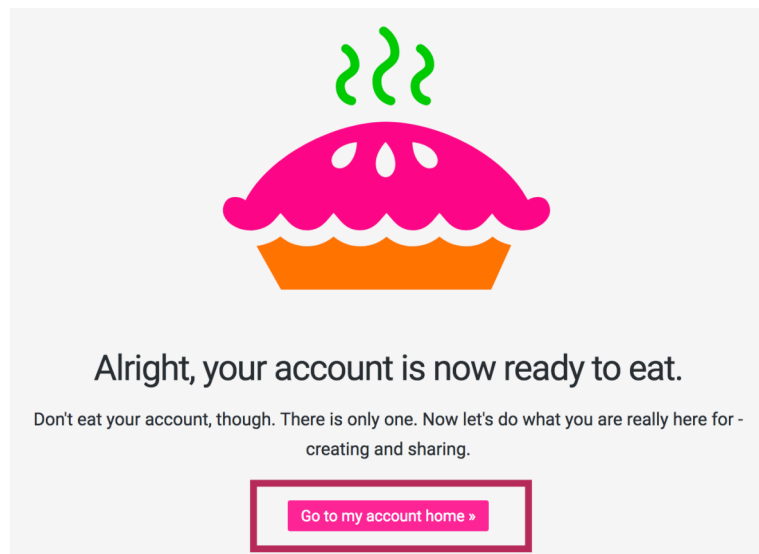 Alright, your account is now ready to eat.
Don't eat your account, though. There is only one. Now let's do what you are really here for -
creating and sharing.
Go to my account home »